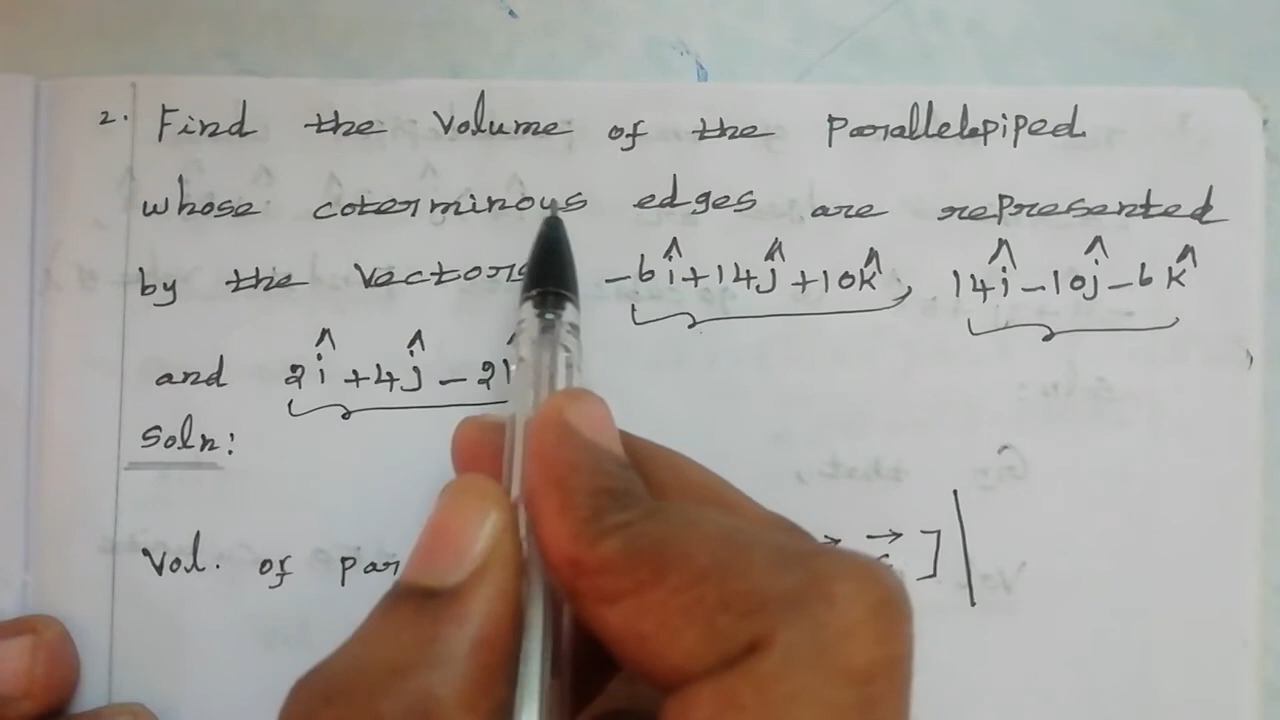 2. Find the Volume of the parallelepiped
whose coterminous edges are represented
by the Vectors -6î+14ĵ+10k̂, 14î-10ĵ-6k̂
and 2î+4ĵ-2
Soln:
Vol. of ]|